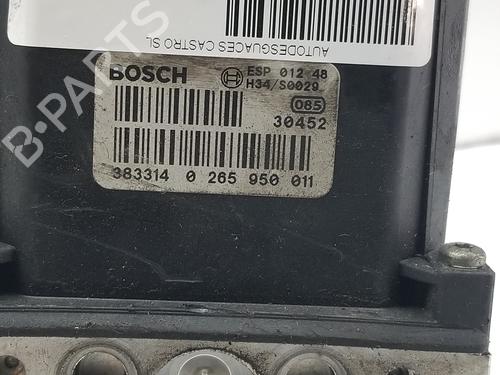 AUTODESGUACES CASTRO SL
B-PARTS
BOSCH
ESP 012 48
H34/S0029
085
30452
383314 0 265 950 011